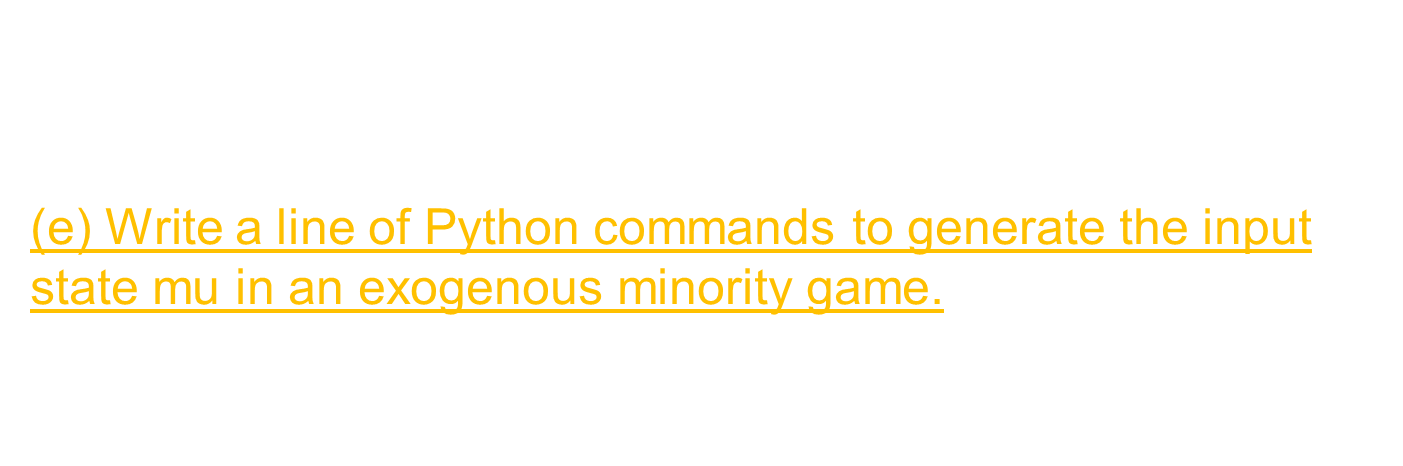 (e) Write a line of Python commands to generate the input
state mu in an exogenous minority game.